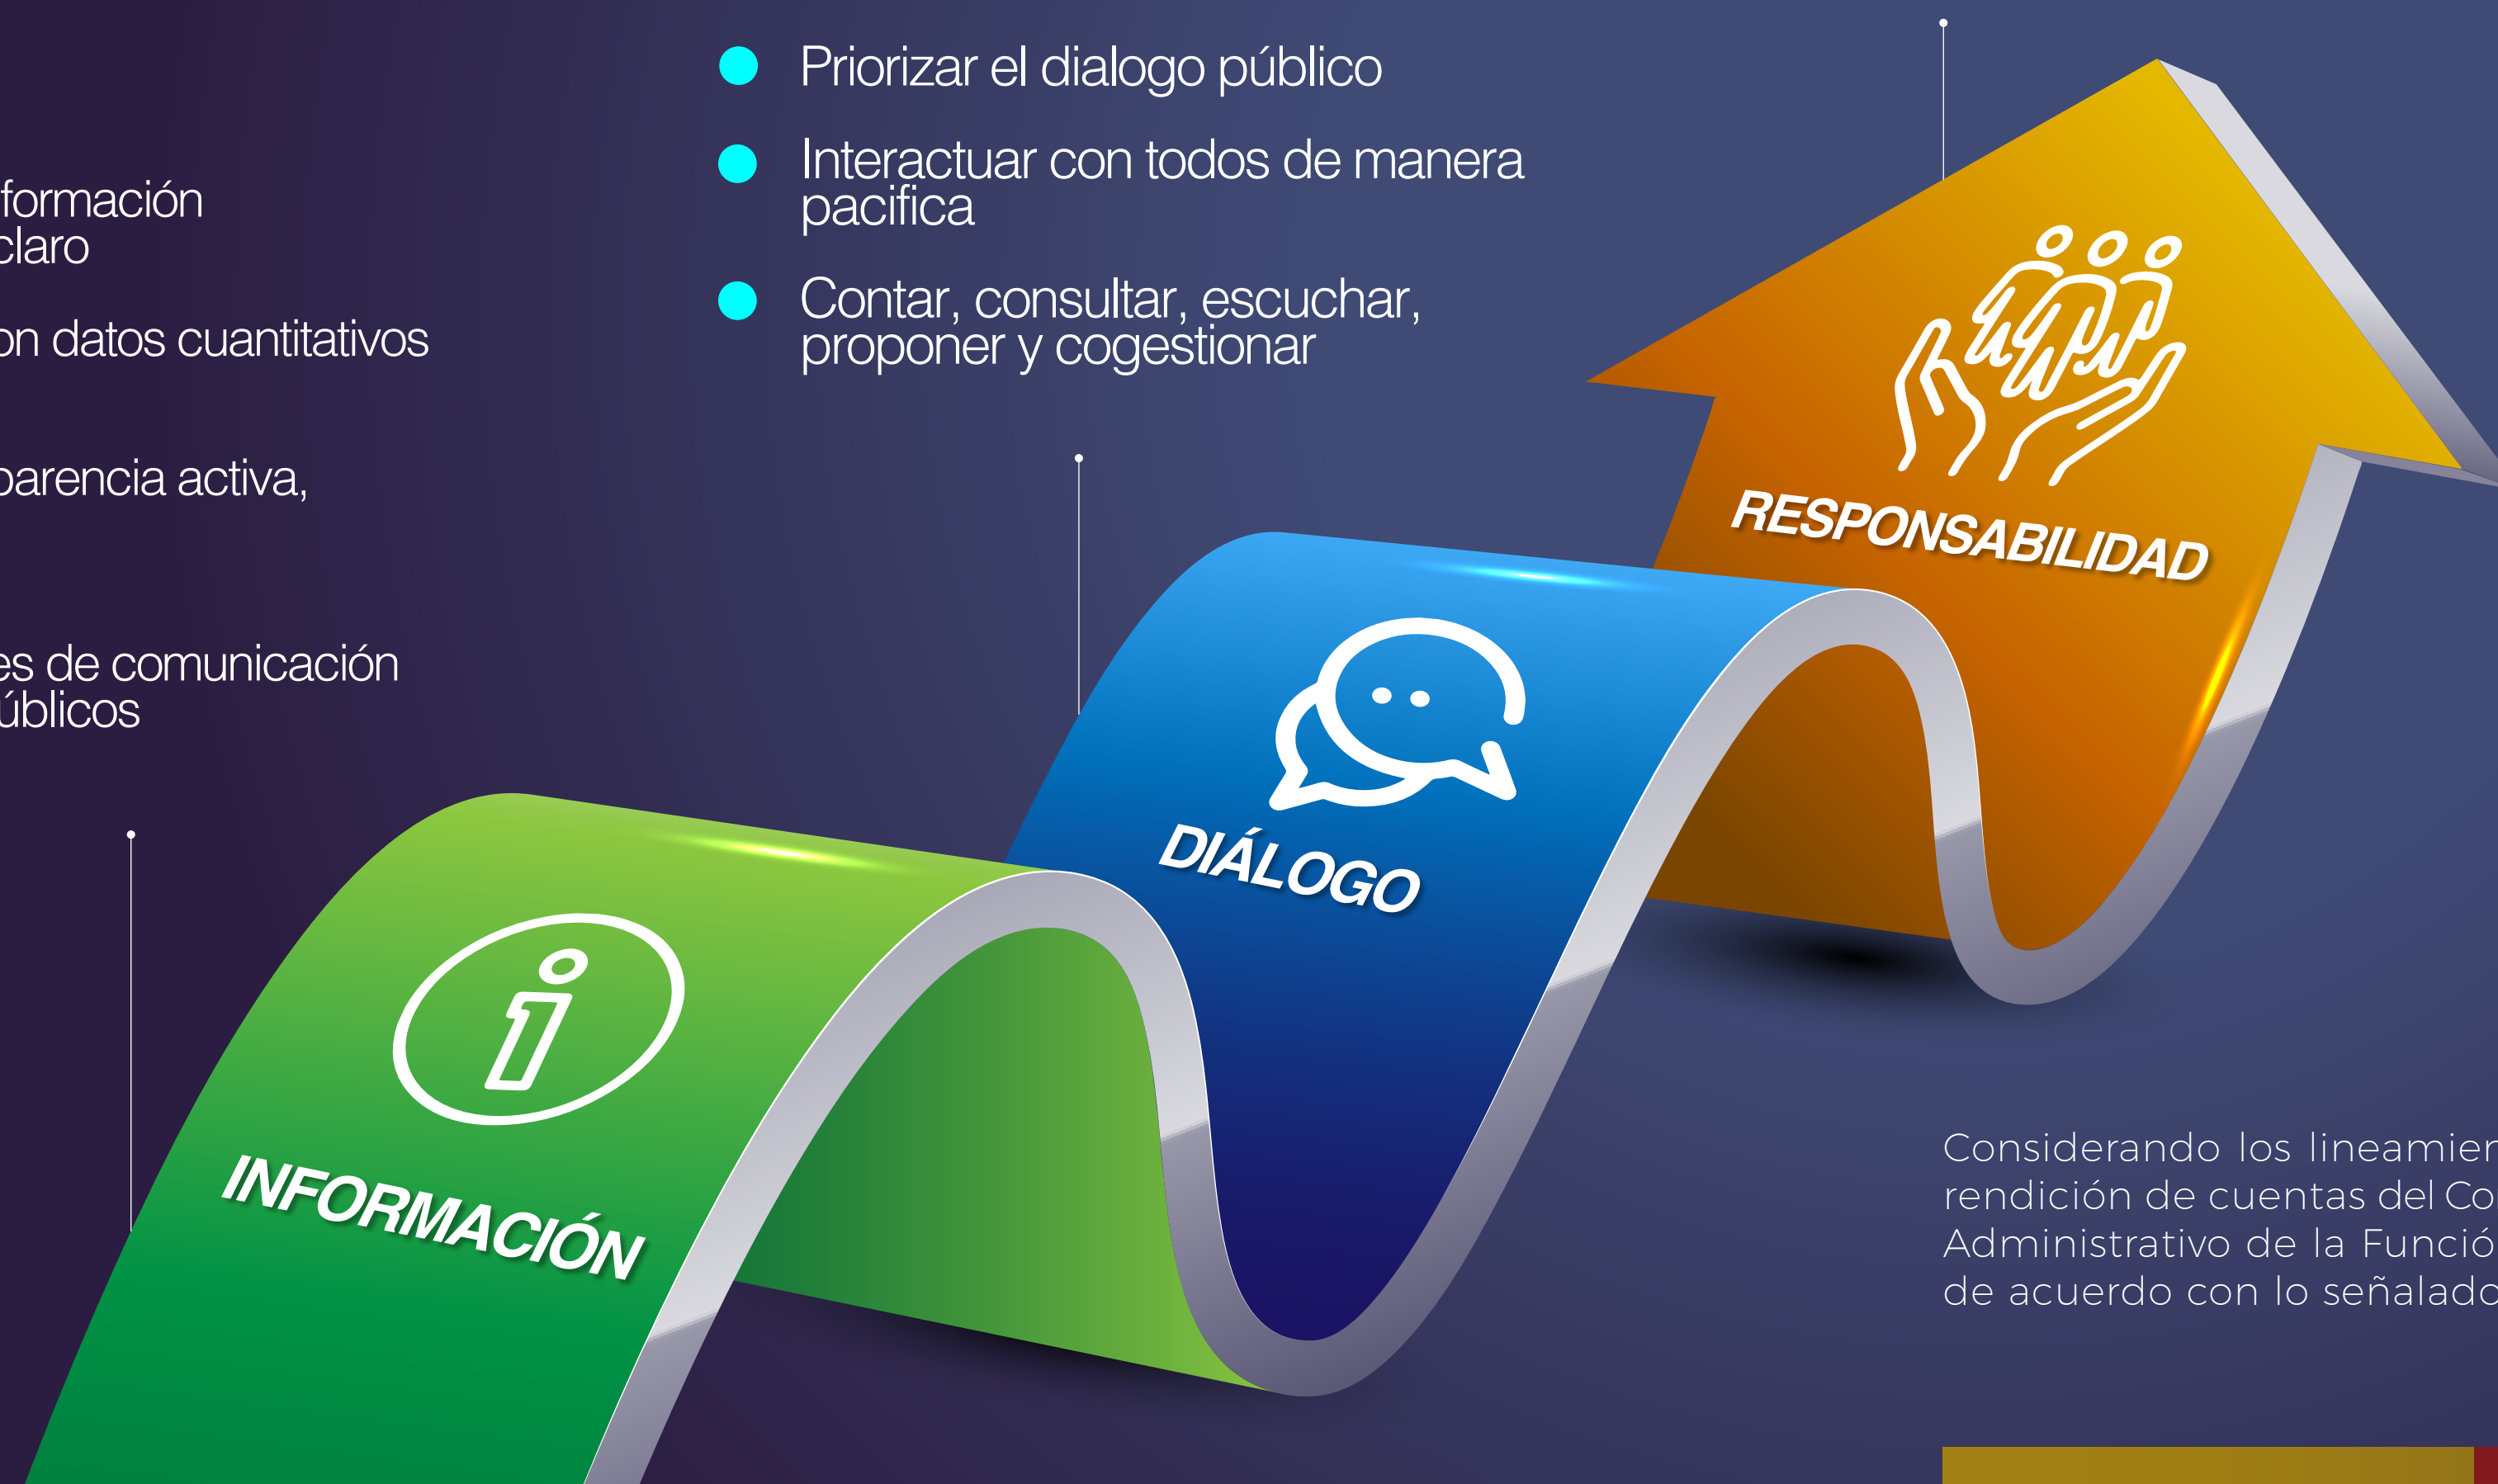 formación
claro
on datos cuantitativos
parencia activa,
es de comunicación
úblicos
Priorizar el dialogo público
Interactuar con todos de manera
pacifica
Contar, consultar, escuchar,
proponer y cogestionar
INFORMACIÓN
DIÁLOGO
RESPONSABILIDAD
Considerando los lineamien
rendición de cuentas del Co
Administrativo de la Funció
de acuerdo con lo señalado